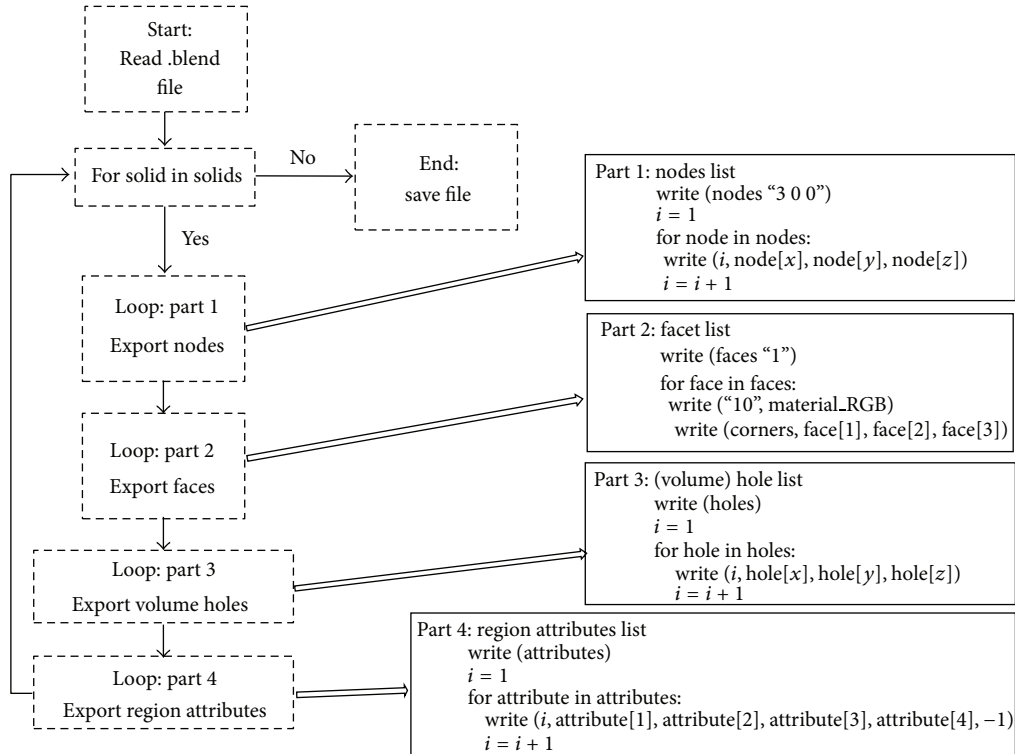 Start:
Read .blend
file
For solid in solids
No
End:
save file
Yes
Loop: part 1
Export nodes
Loop: part 2
Export faces
Loop: part 3
Export volume holes
Loop: part 4
Export region attributes
Part 1: nodes list
write (nodes “3 0 0”)
i = 1
for node in nodes:
write (i, node[x], node[y], node[z])
i = i + 1
Part 2: facet list
write (faces “1”)
for face in faces:
write (“10”, material_RGB)
write (corners, face[1], face[2], face[3])
Part 3: (volume) hole list
write (holes)
i = 1
for hole in holes:
write (i, hole[x], hole[y], hole[z])
i = i + 1
Part 4: region attributes list
write (attributes)
i = 1
for attribute in attributes:
write (i, attribute[1], attribute[2], attribute[3], attribute[4], −1)
i = i + 1